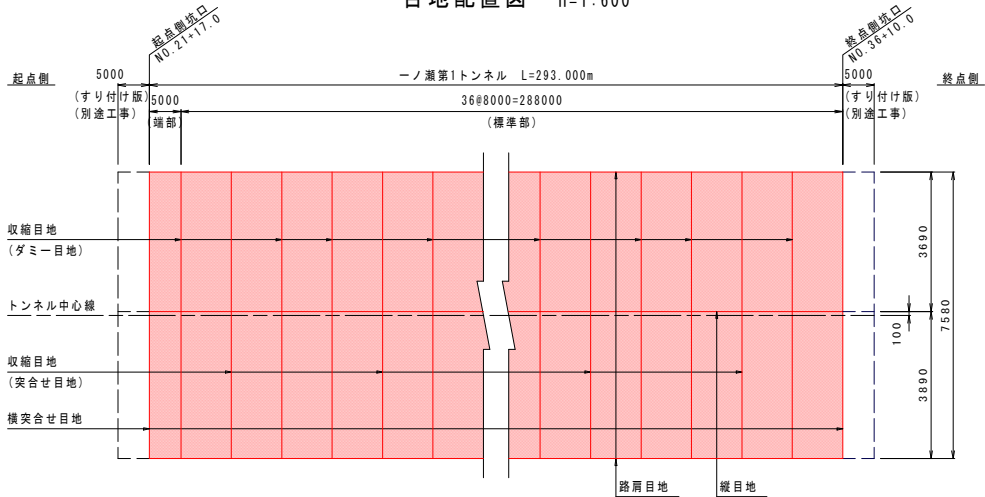 目地配置図 h=1:600
起点側坑口
NO.21+17.0
終点側坑口
NO.36+10.0
起点側
5000
一ノ瀬第1トンネル L=293.000m
5000
終点側
(すり付け版)
5000
36@8000=288000
(すり付け版)
(別途工事)
(端部)
(標準部)
(別途工事)
収縮目地
(ダミー目地)
3690
トンネル中心線
100
7580
収縮目地
(突合せ目地)
3890
横突合せ目地
路肩目地
縦目地